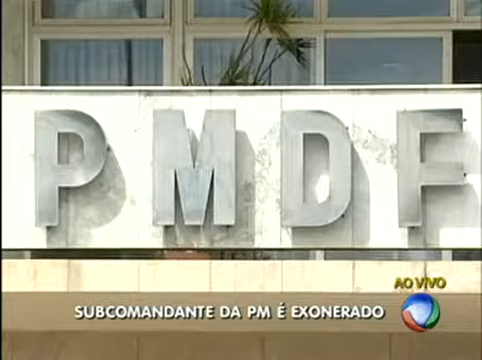 PMDF
AO VIVO
SUBCOMANDANTE DA PM É EXONERADO